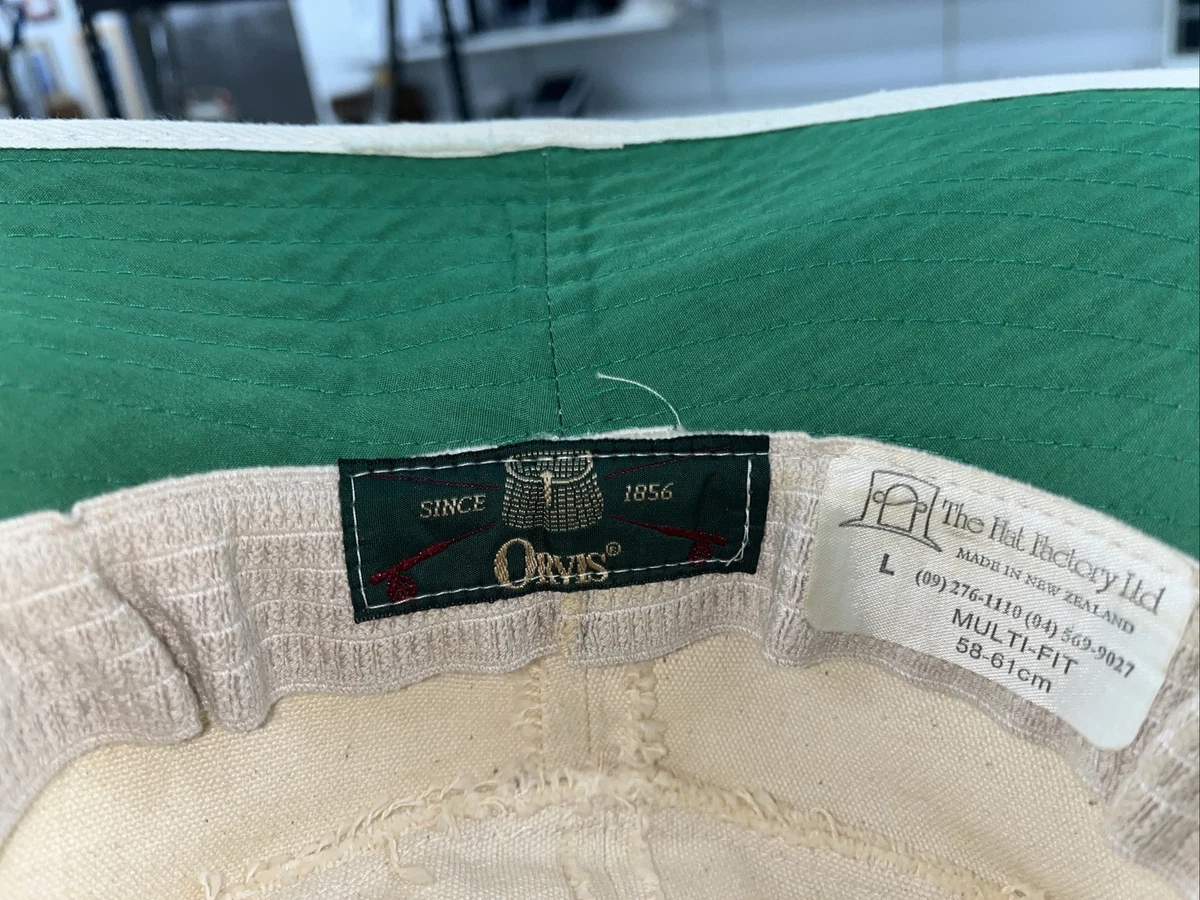 SINCE 1856
ORVIS®
The Hat Factory Ltd
MADE IN NEW ZEALAND
L (09) 276-1110 (04) 569-9027
MULTI-FIT
58-61cm